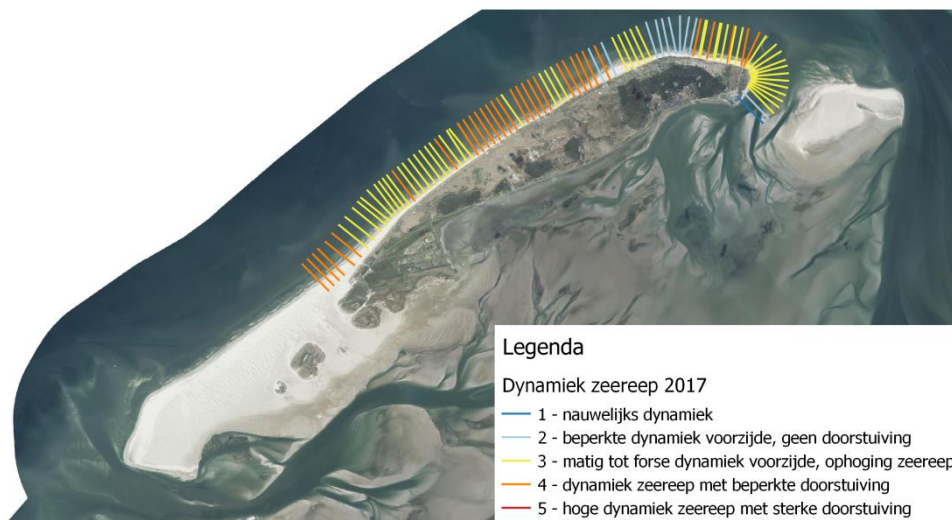 Legenda
Dynamiek zeereep 2017
1 - nauwelijks dynamiek
2 - beperkte dynamiek voorzijde, geen doorstuiving
3 - matig tot forse dynamiek voorzijde, ophoging zeereep
4 - dynamiek zeereep met beperkte doorstuiving
5 - hoge dynamiek zeereep met sterke doorstuiving